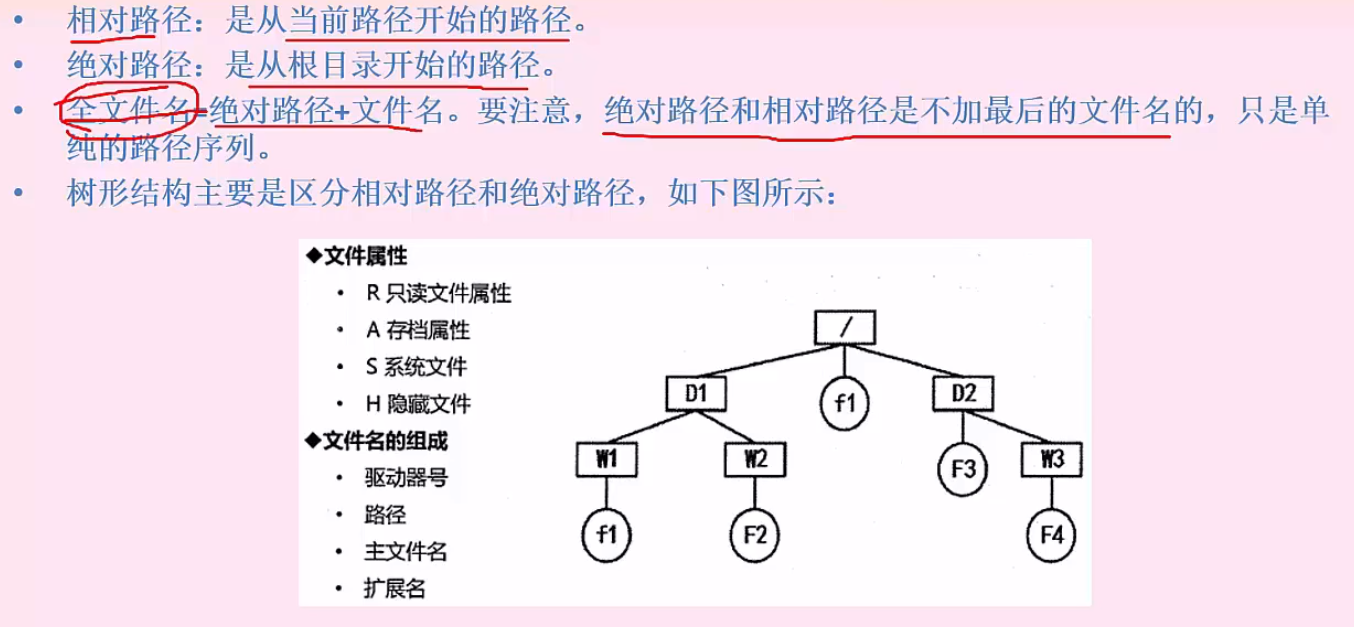 • 相对路径：是从当前路径开始的路径。
• 绝对路径：是从根目录开始的路径。
• 全文件名=绝对路径+文件名。要注意，绝对路径和相对路径是不加最后的文件名的，只是单
纯的路径序列。
• 树形结构主要是区分相对路径和绝对路径，如下图所示：
◆文件属性
• R 只读文件属性
• A 存档属性
• S 系统文件
• H 隐藏文件
◆文件名的组成
• 驱动器号
• 路径
• 主文件名
• 扩展名
/
D1 f1 D2
W1 W2 F3 W3
f1 F2 F4